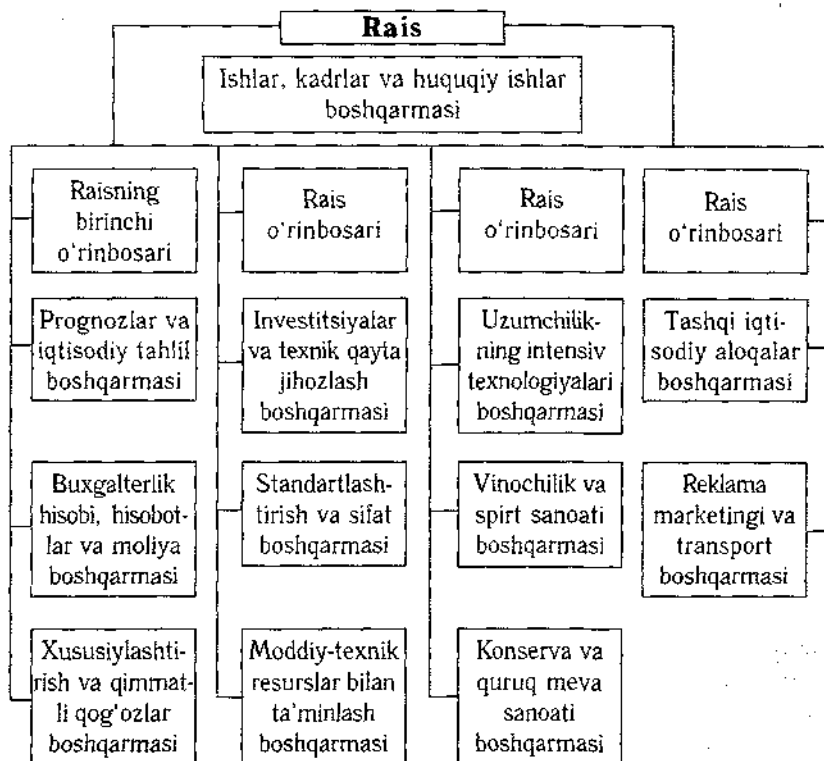 Rais
Ishlar, kadrlar va huquqiy ishlar
boshqarmasi
Raisning
birinchi
o‘rinbosari
Rais
o‘rinbosari
Rais
o‘rinbosari
Rais
o‘rinbosari
Prognozlar va
iqtisodiy tahlil
boshqarmasi
Investitsiyalar
va texnik qayta
jihozlash
boshqarmasi
Uzumchilik-
ning intensiv
texnologiyalari
boshqarmasi
Tashqi iqti-
sodiy aloqalar
boshqarmasi
Buxgalterlik
hisobi, hisobot-
lar va moliya
boshqarmasi
Standartlash-
tirish va sifat
boshqarmasi
Vinochilik va
spirt sanoati
boshqarmasi
Reklama
marketingi va
transport
boshqarmasi
Xususiylashti-
rish va qimmat-
li qog'ozlar
boshqarmasi
Moddiy-texnik
resurslar bilan
ta’minlash
boshqarmasi
Konserva va
quruq meva
sanoati
boshqarmasi